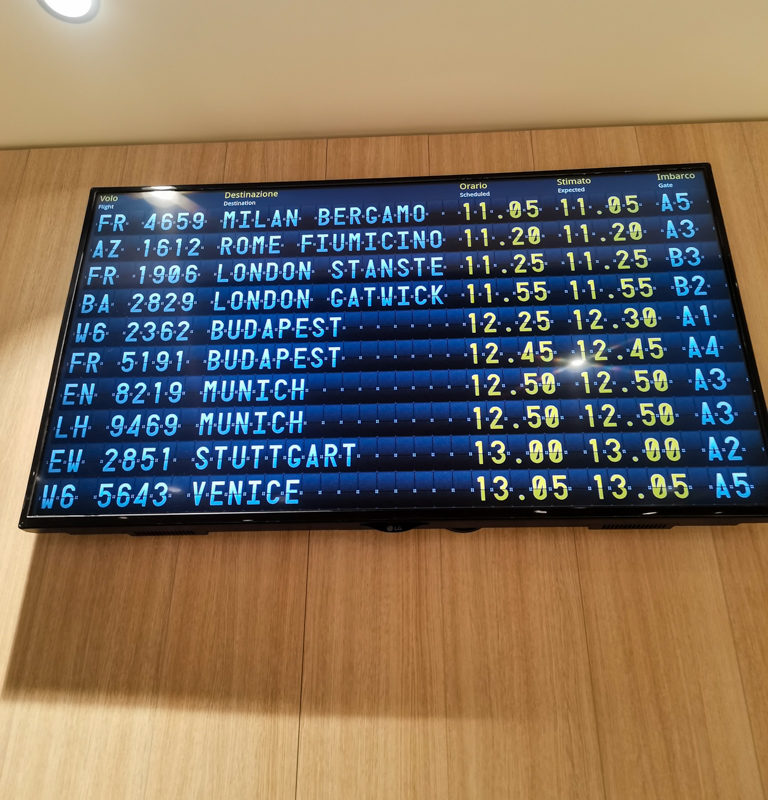 Volo Destinazione Orario Stimato Imbarco
Flight Destination Scheduled Expected Gate
FR 4659 MILAN BERGAMO 11.05 11.05 A5
AZ 1612 ROME FIUMICINO 11.20 11.20 A3
FR 1906 LONDON STANSTE 11.25 11.25 B3
BA 2829 LONDON GATWICK 11.55 11.55 B2
W6 2362 BUDAPEST 12.25 12.30 A1
FR 5191 BUDAPEST 12.45 12.45 A4
EN 8219 MUNICH 12.50 12.50 A3
LH 9469 MUNICH 12.50 12.50 A3
EW 2851 STUTTGART 13.00 13.00 A2
W6 5643 VENICE 13.05 13.05 A5
LG